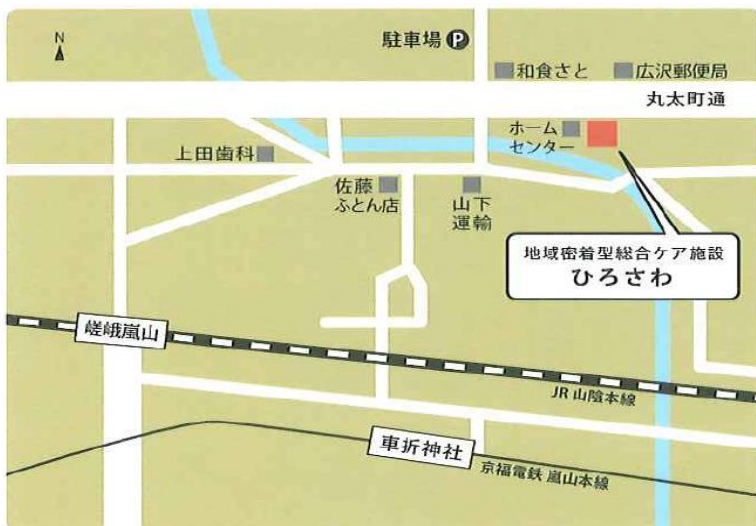 N
駐車場 P
和食さと
広沢郵便局
丸太町通
ホーム
センター
上田歯科
佐藤
ふとん店
山下
運輸
地域密着型総合ケア施設
ひろさわ
嵯峨嵐山
JR 山陰本線
車折神社
京福電鉄 嵐山本線